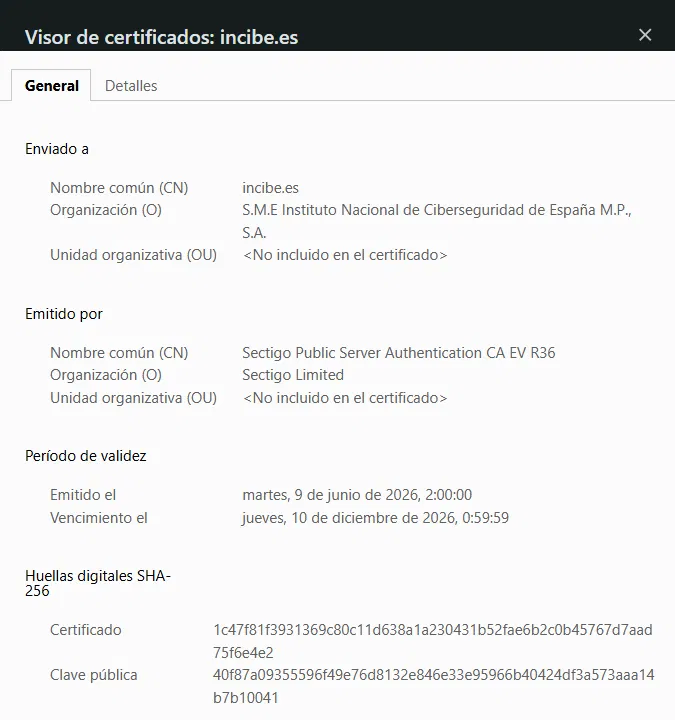 Visor de certificados: incibe.es
General
Detalles
Enviado a
Nombre común (CN) incibe.es
Organización (O) S.M.E Instituto Nacional de Ciberseguridad de España M.P.,
S.A.
Unidad organizativa (OU) <No incluido en el certificado>
Emitido por
Nombre común (CN) Sectigo Public Server Authentication CA EV R36
Organización (O) Sectigo Limited
Unidad organizativa (OU) <No incluido en el certificado>
Período de validez
Emitido el martes, 9 de junio de 2026, 2:00:00
Vencimiento el jueves, 10 de diciembre de 2026, 0:59:59
Huellas digitales SHA-
256
Certificado 1c47f81f3931369c80c11d638a1a230431b52fae6b2c0b45767d7aad
75f6e4e2
Clave pública 40f87a09355596f49e76d8132e846e33e95966b40424df3a573aaa14
b7b10041